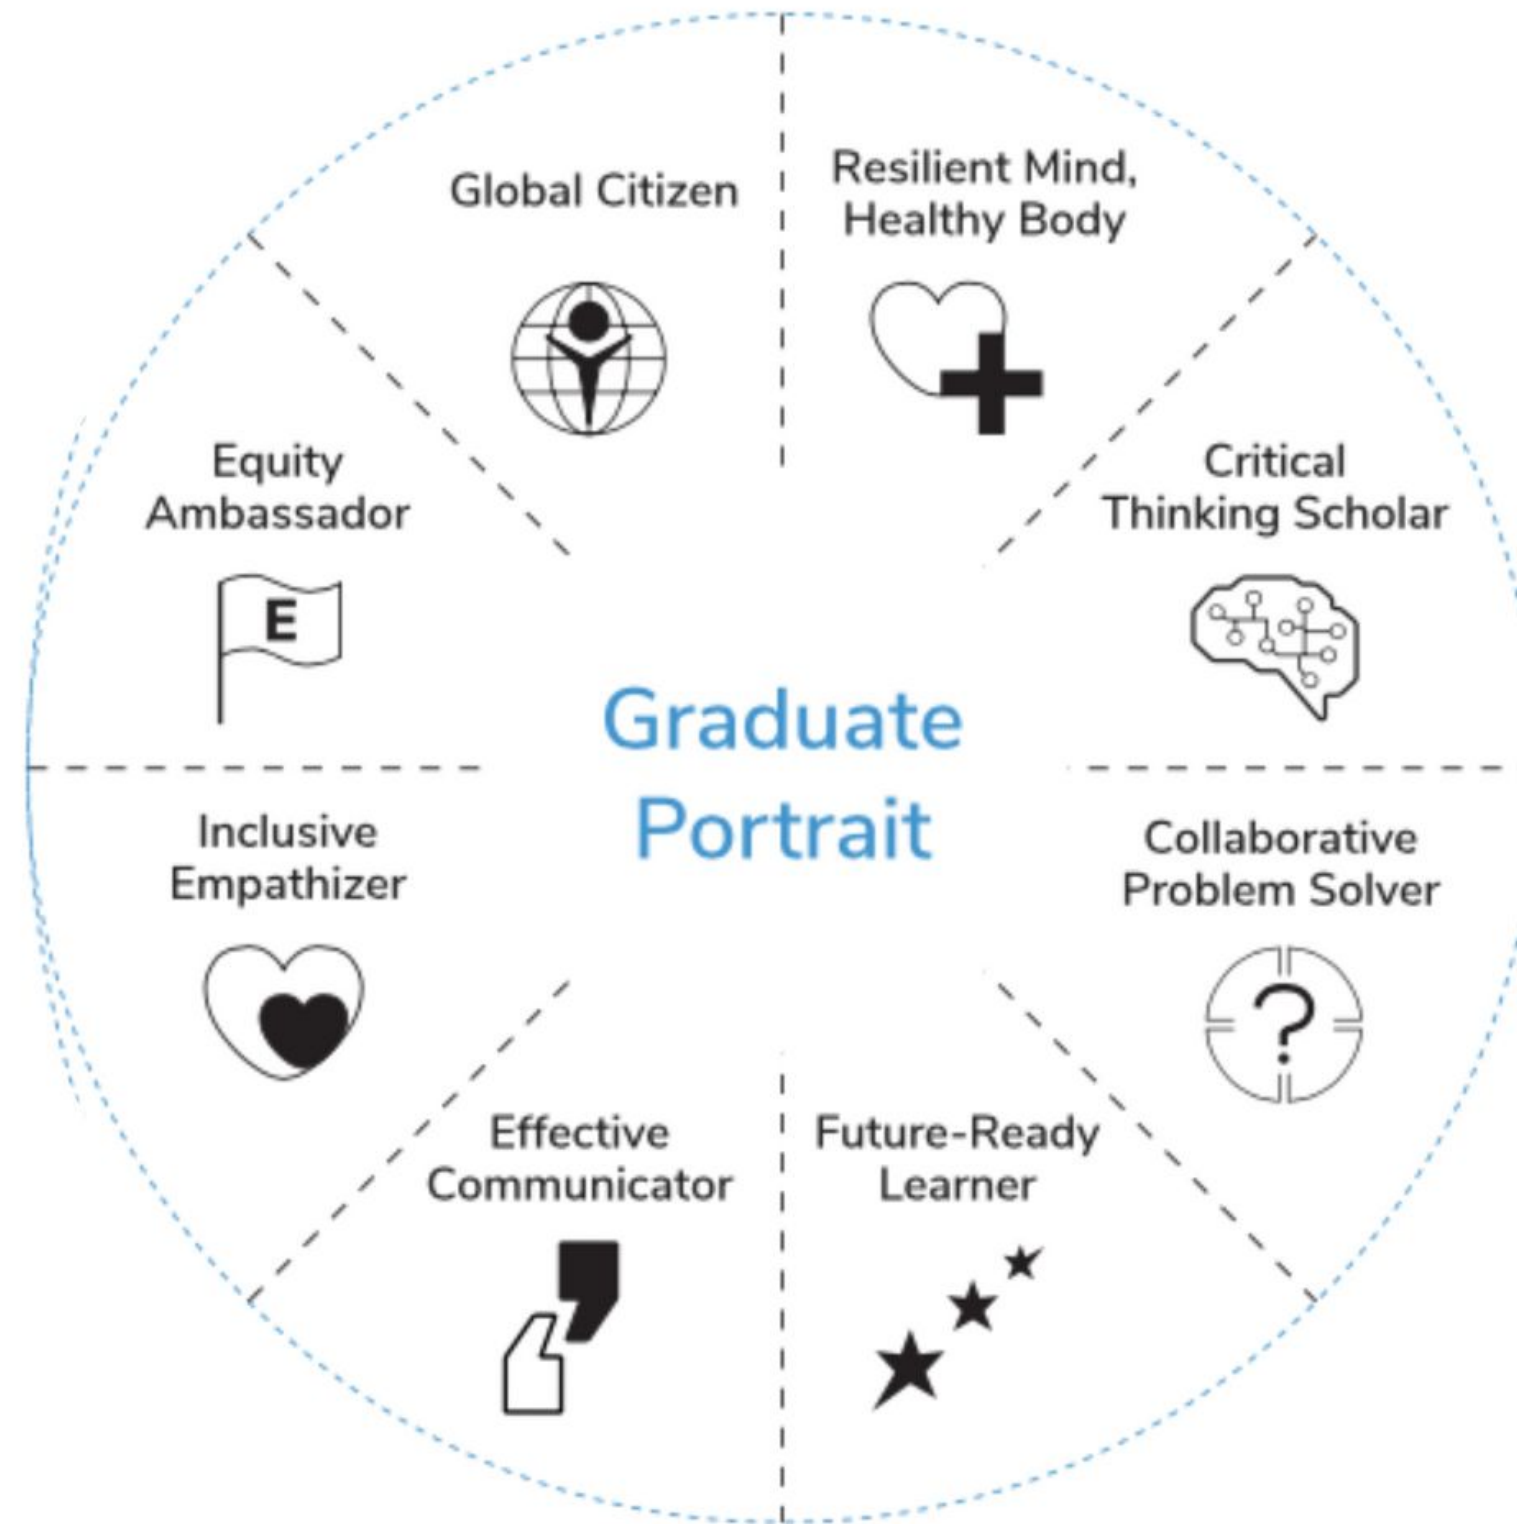 Global Citizen
Resilient Mind,
Healthy Body
Equity
Ambassador
E
Critical
Thinking Scholar
Graduate
Portrait
Inclusive
Empathizer
Collaborative
Problem Solver
?
Effective
Communicator
Future-Ready
Learner